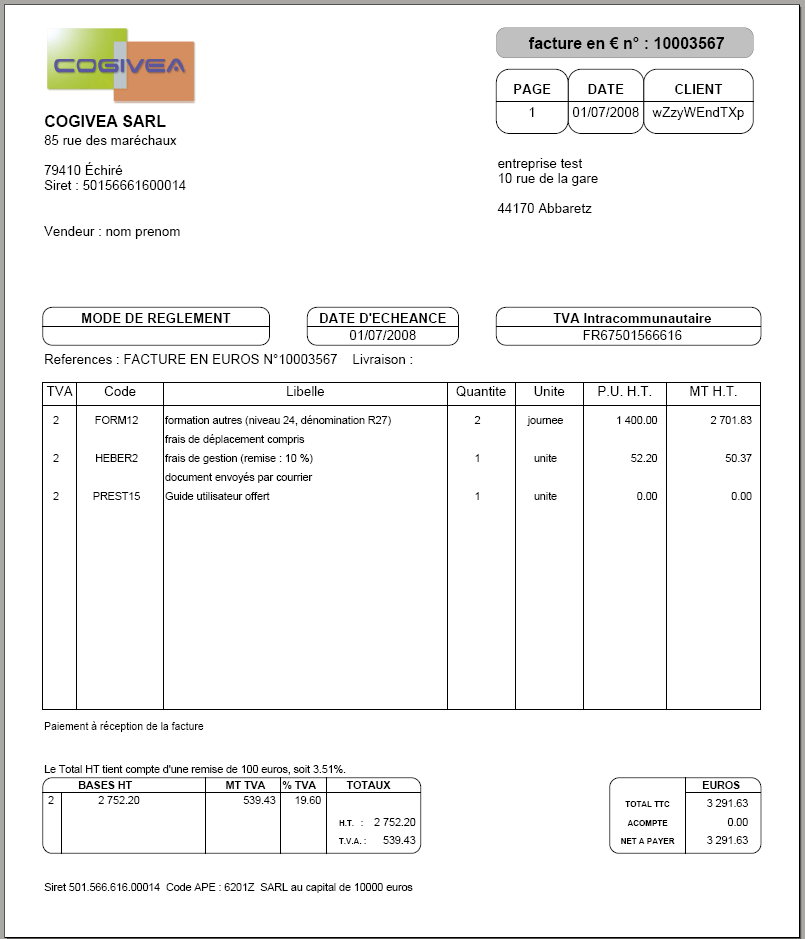 COGIVEA
facture en € n° : 10003567
PAGE DATE CLIENT
1 01/07/2008 wZzyWEndTXp
COGIVEA SARL
85 rue des maréchaux
79410 Échiré
Siret : 50156661600014
entreprise test
10 rue de la gare
44170 Abbaretz
Vendeur : nom prenom
MODE DE REGLEMENT DATE D'ECHEANCE TVA Intracommunautaire
01/07/2008 FR67501566616
References : FACTURE EN EUROS N°10003567 Livraison :
TVA Code Libelle Quantite Unite P.U. H.T. MT H.T.
2 FORM12 formation autres (niveau 24, dénomination R27) 2 journee 1 400.00 2 701.83
frais de déplacement compris
2 HEBER2 frais de gestion (remise : 10 %) 1 unite 52.20 50.37
document envoyés par courrier
2 PREST15 Guide utilisateur offert 1 unite 0.00 0.00
Paiement à réception de la facture
Le Total HT tient compte d'une remise de 100 euros, soit 3.51%.
BASES HT MT TVA % TVA TOTAUX
2 2 752.20 539.43 19.60
H.T. : 2 752.20
T.V.A. : 539.43
EUROS
TOTAL TTC 3 291.63
ACOMPTE 0.00
NET A PAYER 3 291.63
Siret 501.566.616.00014 Code APE : 6201Z SARL au capital de 10000 euros